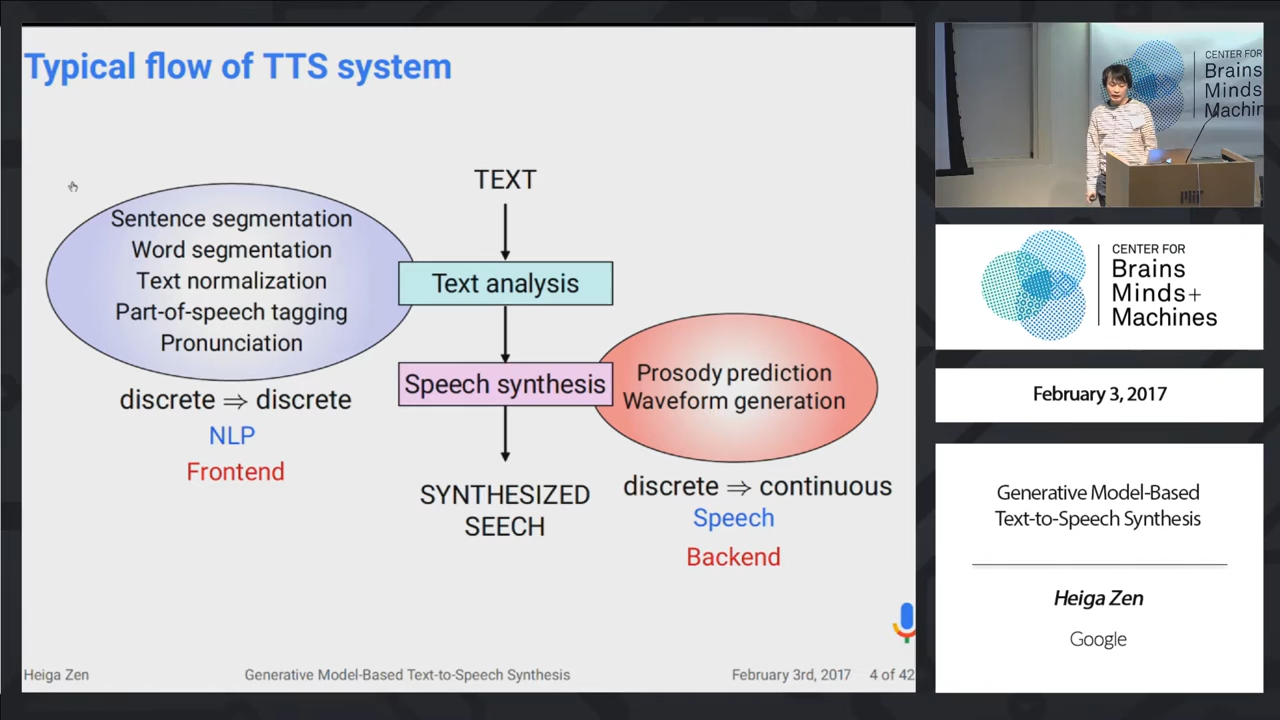 Typical flow of TTS system
TEXT
Sentence segmentation
Word segmentation
Text normalization
Part-of-speech tagging
Pronunciation
Text analysis
Speech synthesis
Prosody prediction
Waveform generation
discrete ⇒ discrete
NLP
Frontend
SYNTHESIZED
SEECH
discrete ⇒ continuous
Speech
Backend
Heiga Zen
Generative Model-Based Text-to-Speech Synthesis
February 3rd, 2017
4 of 42
CENTER FOR
Brains
Minds
Machin
CENTER FOR
Brains
Minds+
Machines
February 3, 2017
Generative Model-Based
Text-to-Speech Synthesis
Heiga Zen
Google